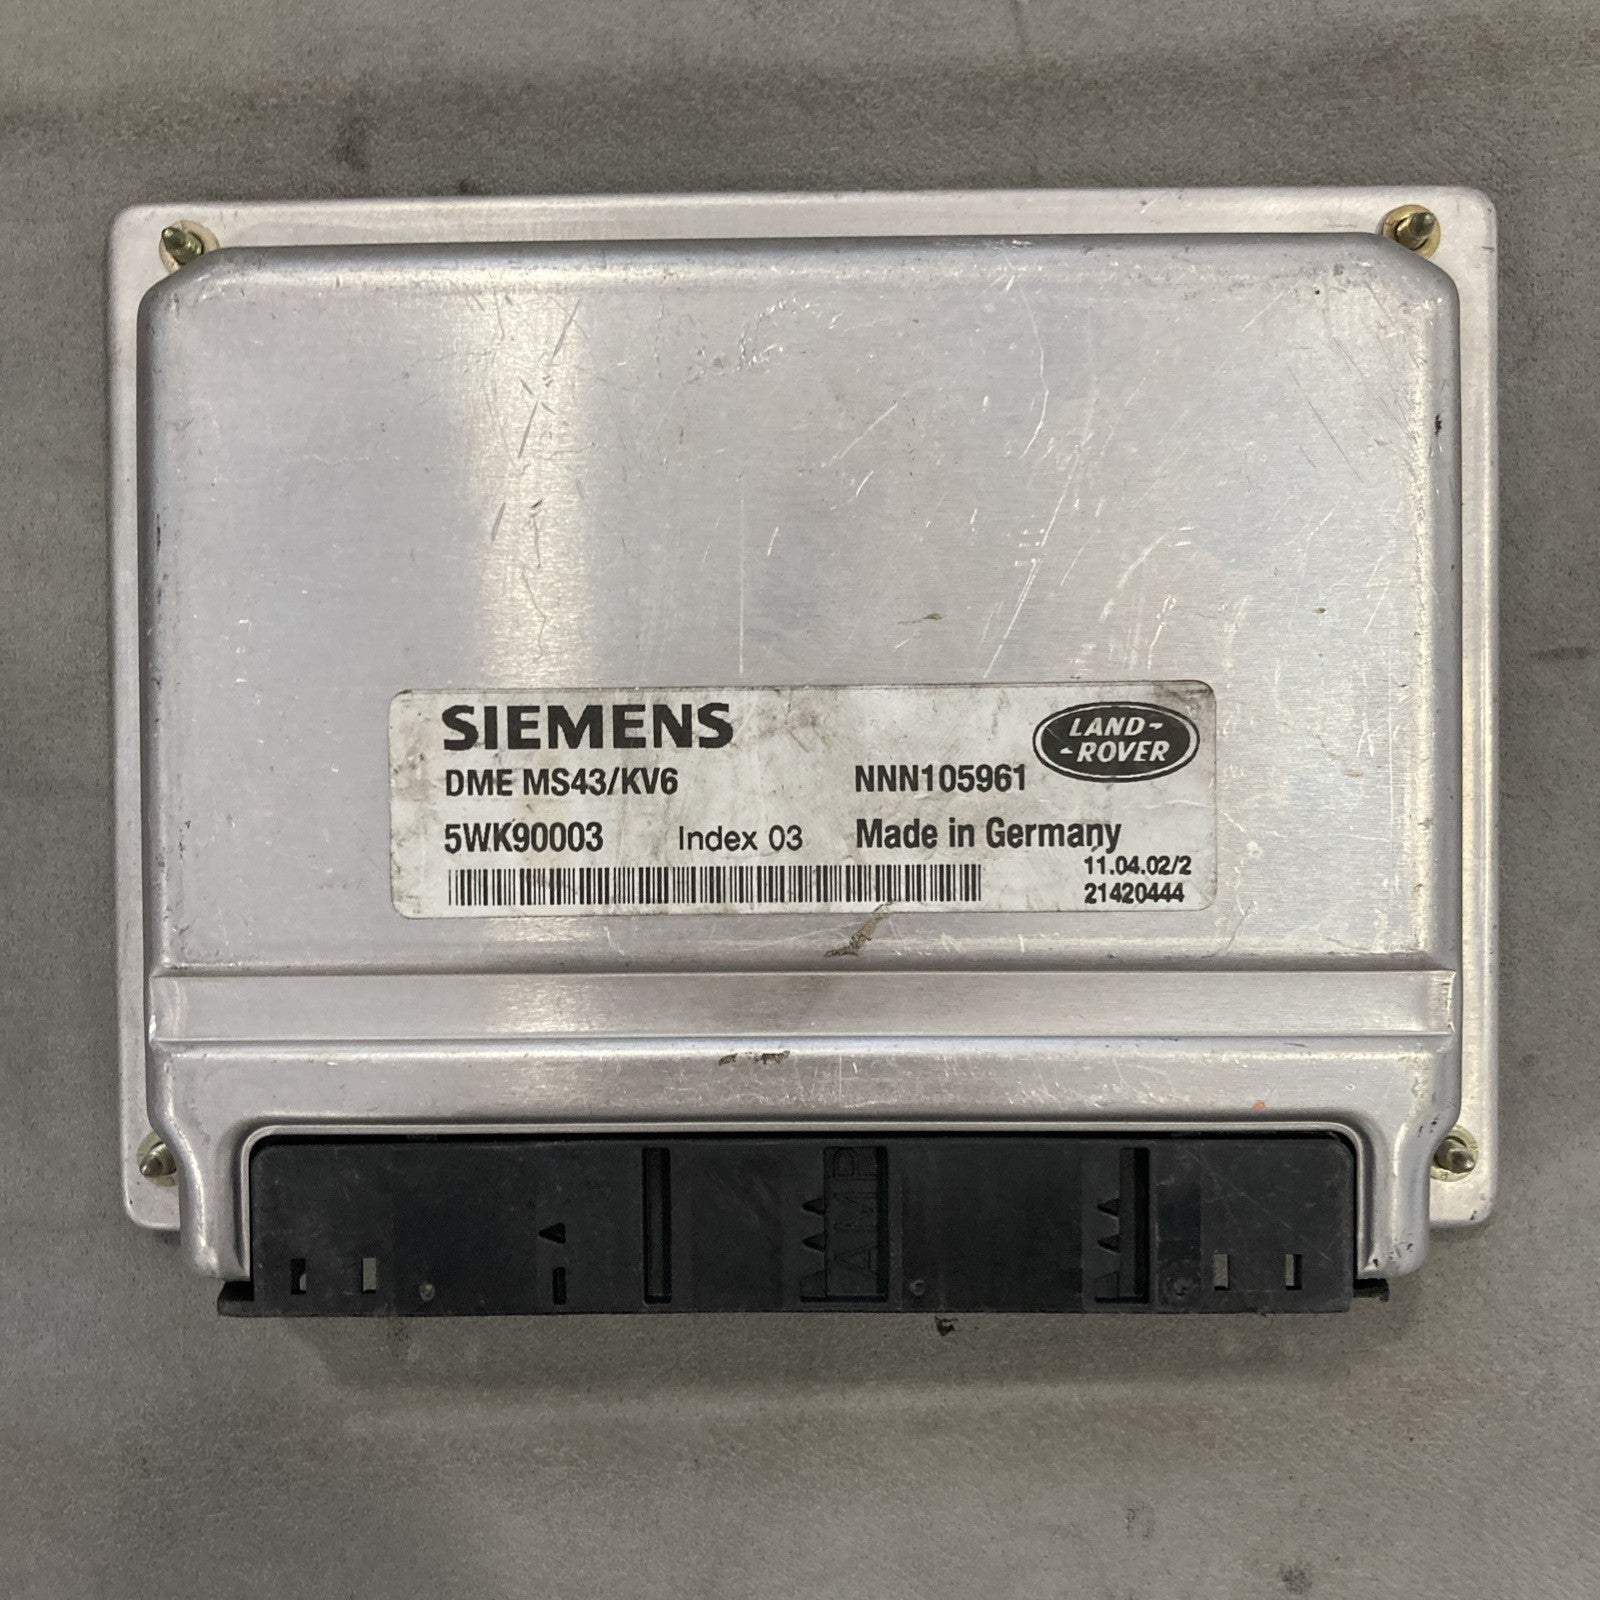 SIEMENS
LAND-
-ROVER
DME MS43/KV6 NNN105961
5WK90003 Index 03 Made in Germany
11.04.02/2
21420444
AMP